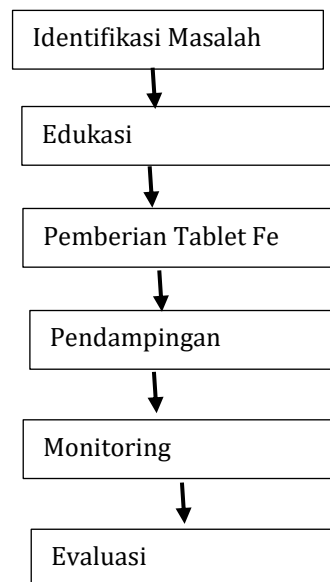 Identifikasi Masalah
Edukasi
Pemberian Tablet Fe
Pendampingan
Monitoring
Evaluasi